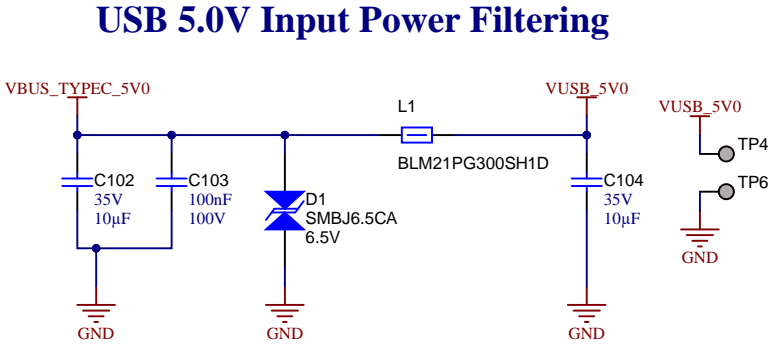 USB 5.0V Input Power Filtering
VBUS_TYPEC_5V0
L1
VUSB_5V0
VUSB_5V0
TP4
BLM21PG300SH1D
C102
35V
10µF
C103
100nF
100V
D1
SMBJ6.5CA
6.5V
C104
35V
10µF
TP6
GND
GND
GND
GND